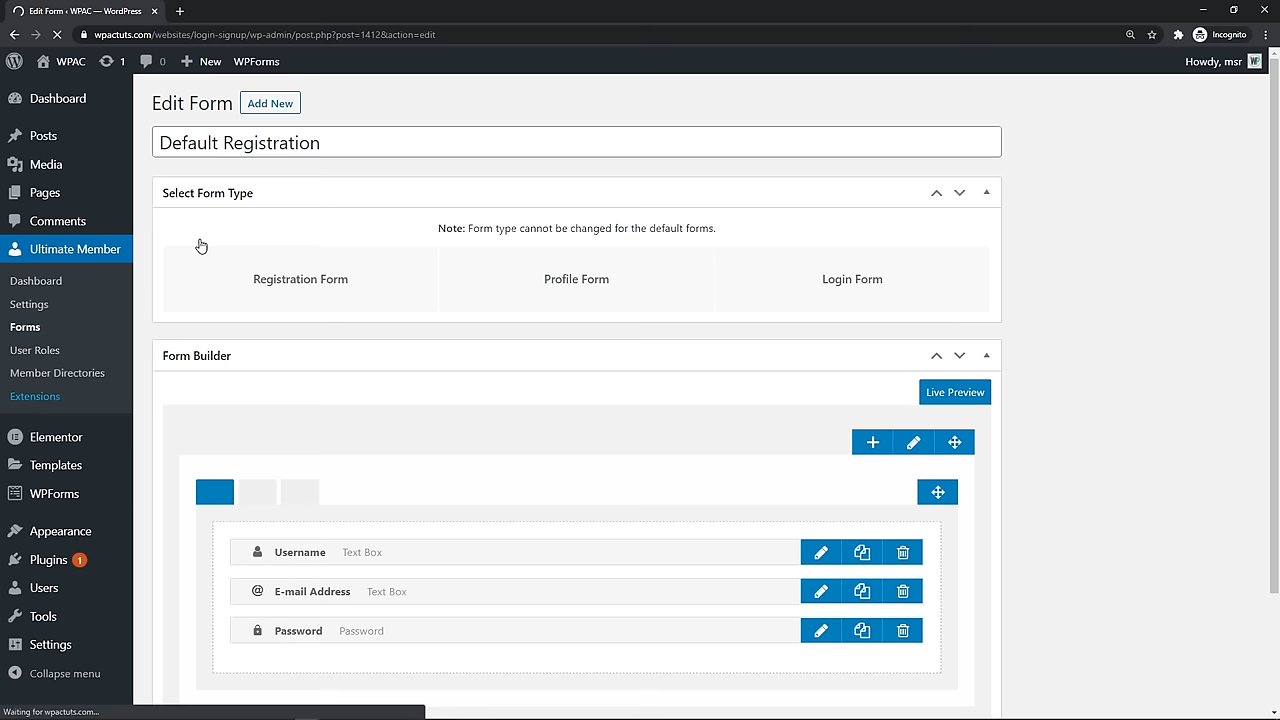 Edit Form ‹ WPAC — WordPress
wpactuts.com/websites/login-signup/wp-admin/post.php?post=1412&action=edit
Incognito
WPAC
1
0
New
WPForms
Howdy, msr
Dashboard
Posts
Media
Pages
Comments
Ultimate Member
Dashboard
Settings
Forms
User Roles
Member Directories
Extensions
Elementor
Templates
WPForms
Appearance
Plugins 1
Users
Tools
Settings
Collapse menu
Edit Form
Add New
Default Registration
Select Form Type
Note: Form type cannot be changed for the default forms.
Registration Form
Profile Form
Login Form
Form Builder
Live Preview
Username Text Box
E-mail Address Text Box
Password Password
Waiting for wpactuts.com...